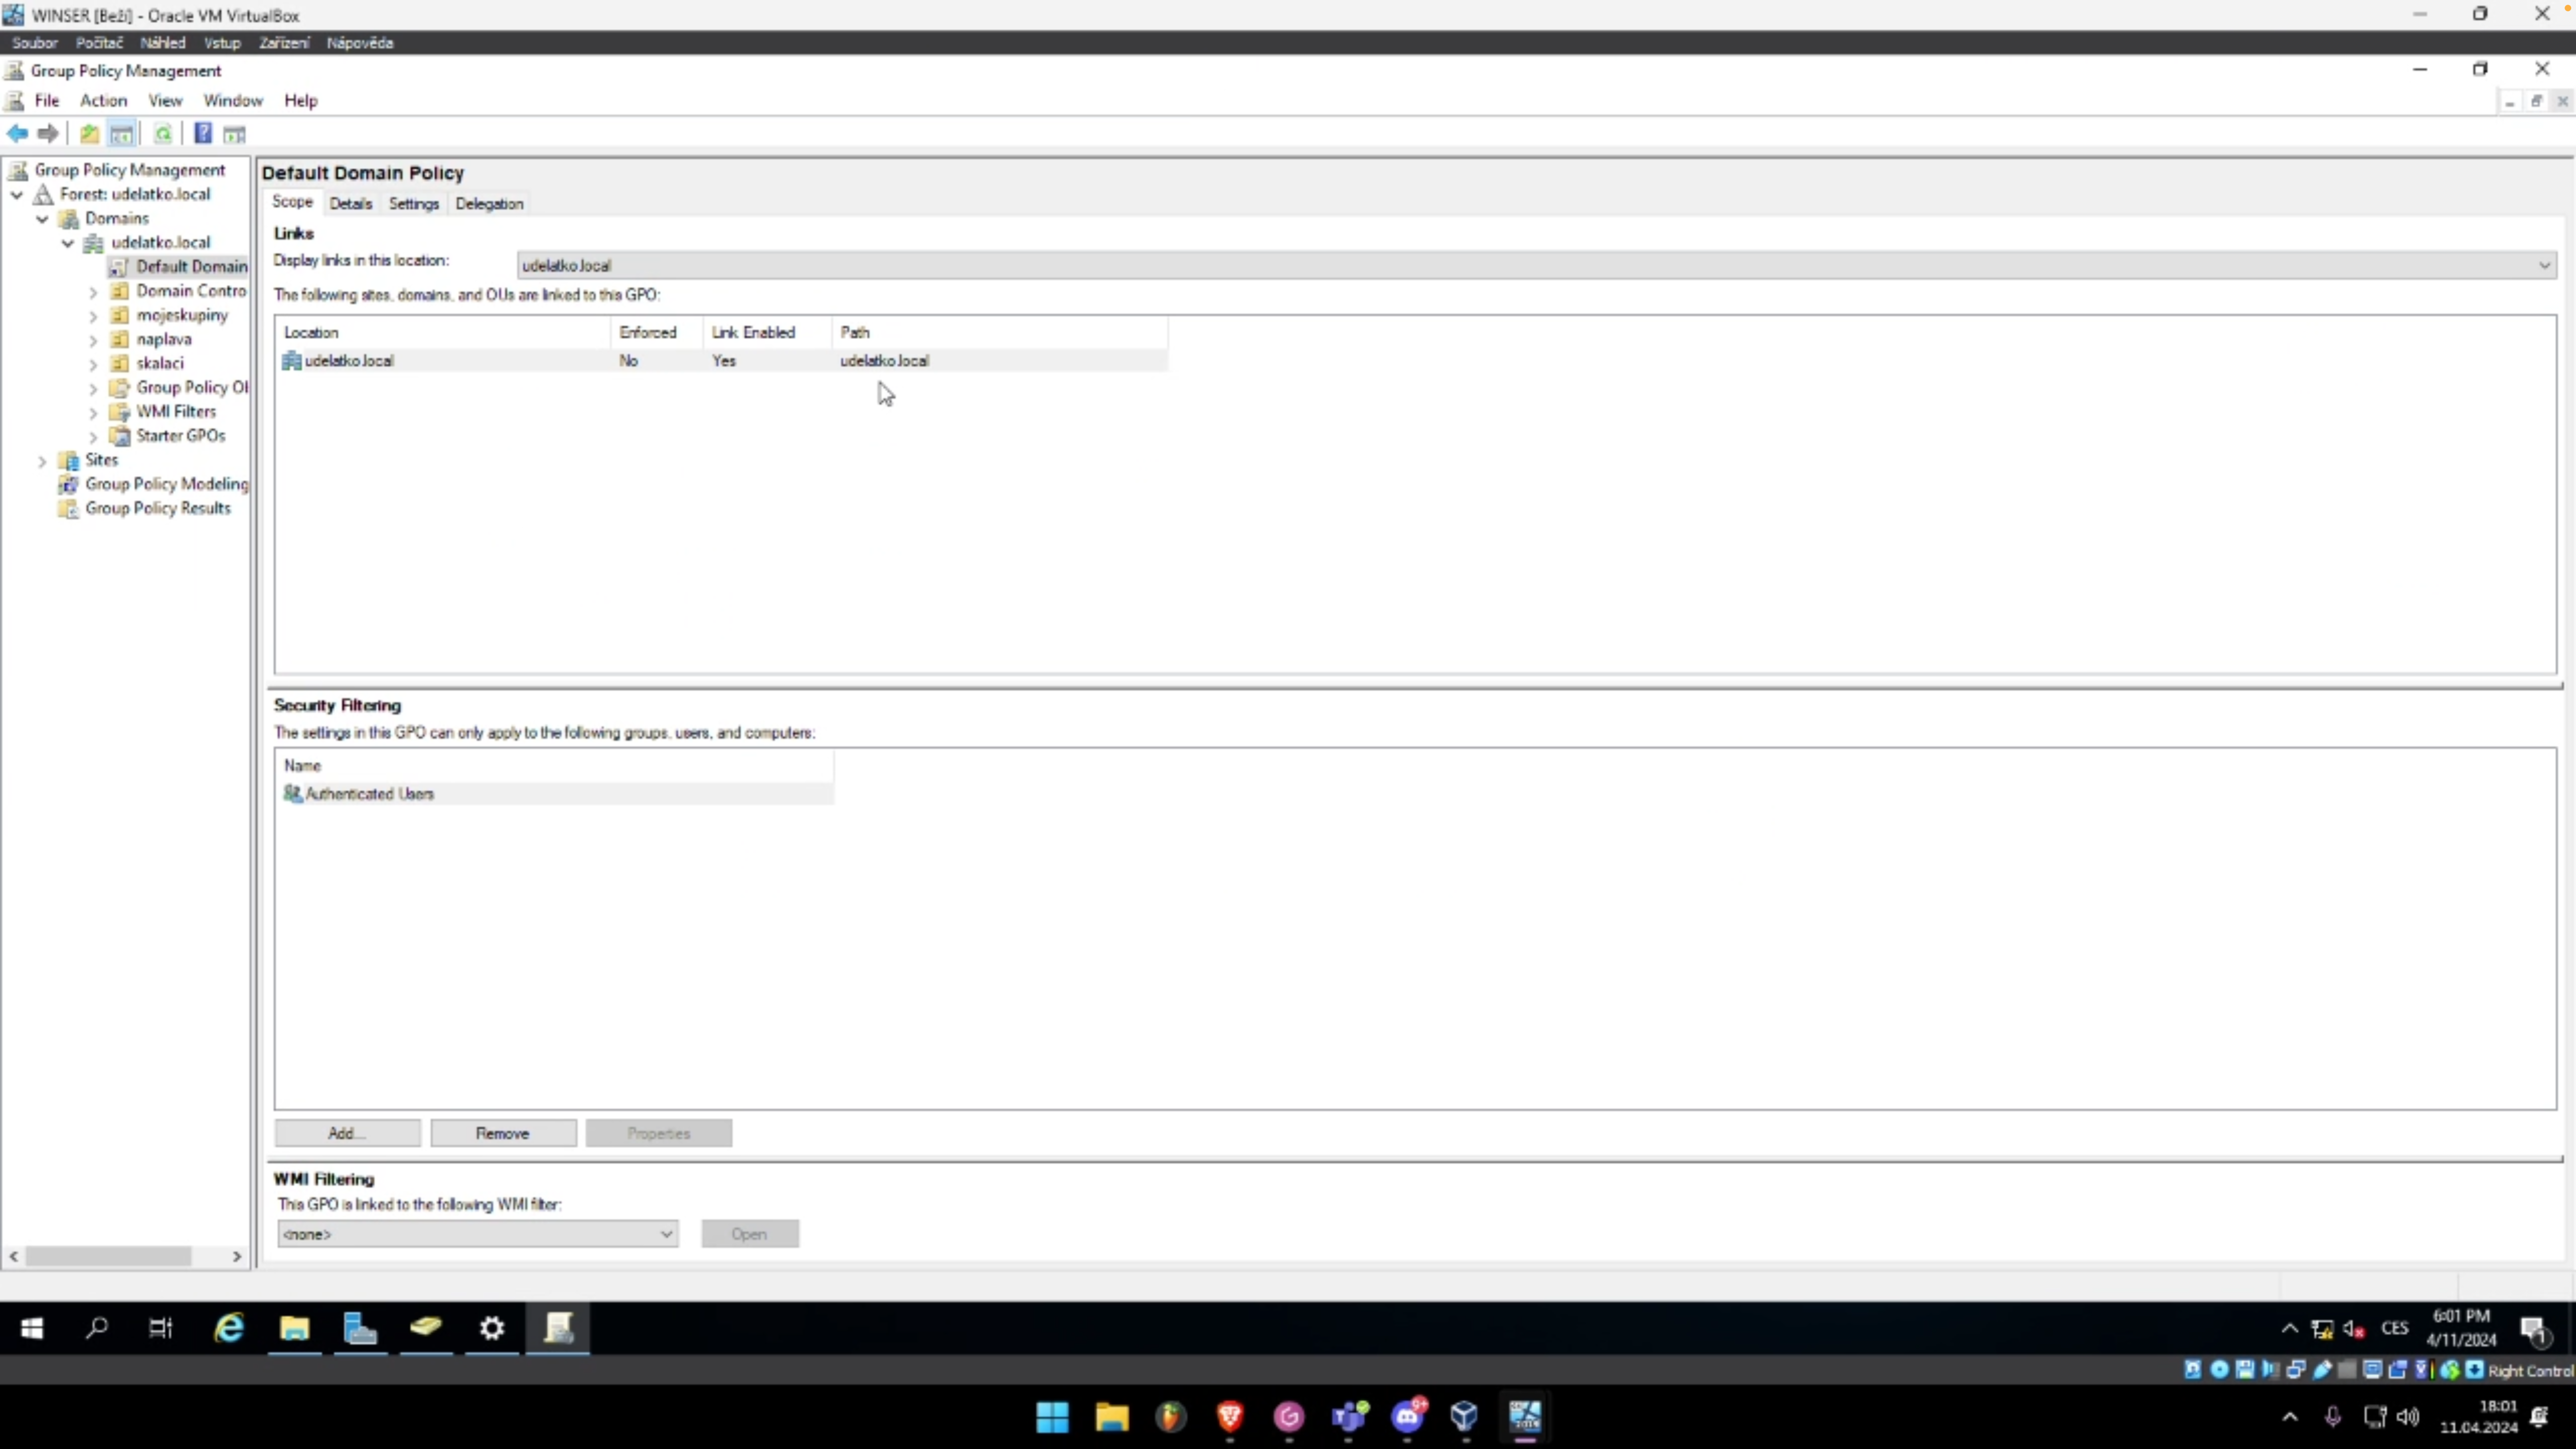 WINSER [Beží] - Oracle VM VirtualBox
Soubor Počítač Náhled Vstup Zařízení Nápověda
Group Policy Management
File Action View Window Help
Group Policy Management
Forest: udelatko.local
Domains
udelatko.local
Default Domain
Domain Contro
mojeskupiny
naplava
skalaci
Group Policy Ol
WMI Filters
Starter GPOs
Sites
Group Policy Modeling
Group Policy Results
Default Domain Policy
Scope Details Settings Delegation
Links
Display links in this location: udelatko.local
The following sites, domains, and OUs are linked to this GPO:
Location Enforced Link Enabled Path
udelatko.local No Yes udelatko.local
Security Filtering
The settings in this GPO can only apply to the following groups, users, and computers:
Name
Authenticated Users
Add... Remove Properties
WMI Filtering
This GPO is linked to the following WMI filter:
<none> Open
CES 6:01 PM
4/11/2024 1
Right Control
9+
2019
18:01
11.04.2024